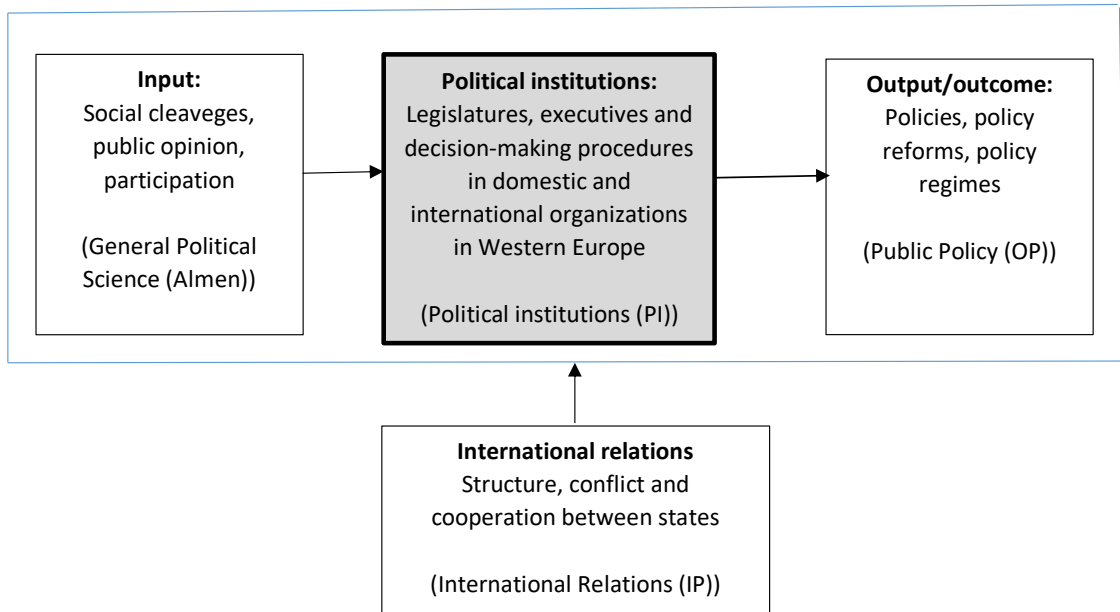 Input:
Social cleaveges,
public opinion,
participation
(General Political
Science (Almen))
Political institutions:
Legislatures, executives and
decision-making procedures
in domestic and
international organizations
in Western Europe
(Political institutions (PI))
Output/outcome:
Policies, policy
reforms, policy
regimes
(Public Policy (OP))
International relations
Structure, conflict and
cooperation between states
(International Relations (IP))